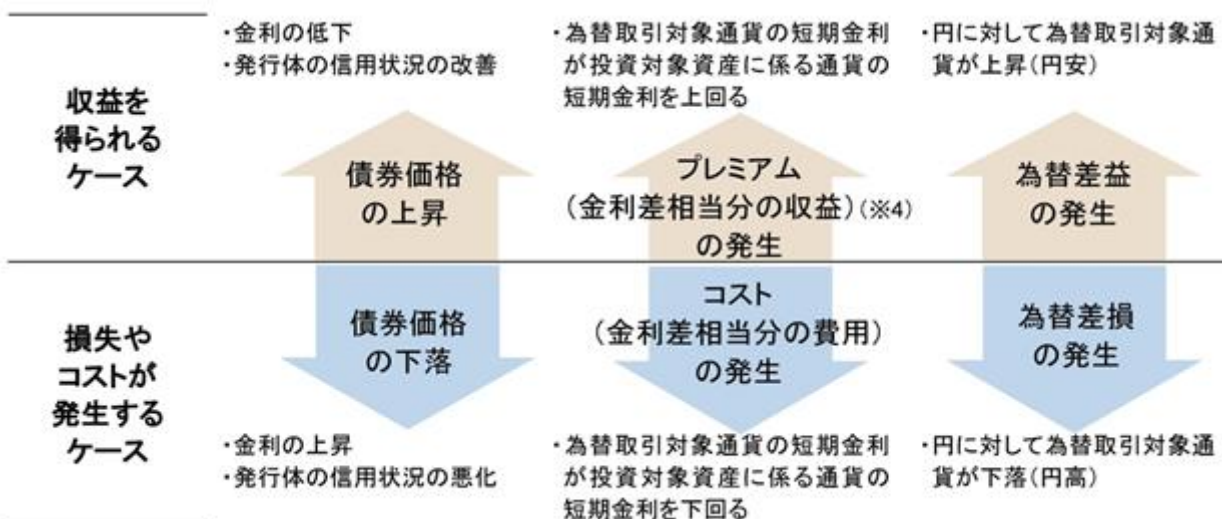 収益を
得られる
ケース
・金利の低下
・発行体の信用状況の改善
債券価格
の上昇
・為替取引対象通貨の短期金利
が投資対象資産に係る通貨の
短期金利を上回る
プレミアム
(金利差相当分の収益)(※4)
の発生
・円に対して為替取引対象通
貨が上昇(円安)
為替差益
の発生
損失や
コストが
発生する
ケース
債券価格
の下落
・金利の上昇
・発行体の信用状況の悪化
コスト
(金利差相当分の費用)
の発生
・為替取引対象通貨の短期金利
が投資対象資産に係る通貨の
短期金利を下回る
為替差損
の発生
・円に対して為替取引対象通
貨が下落(円高)